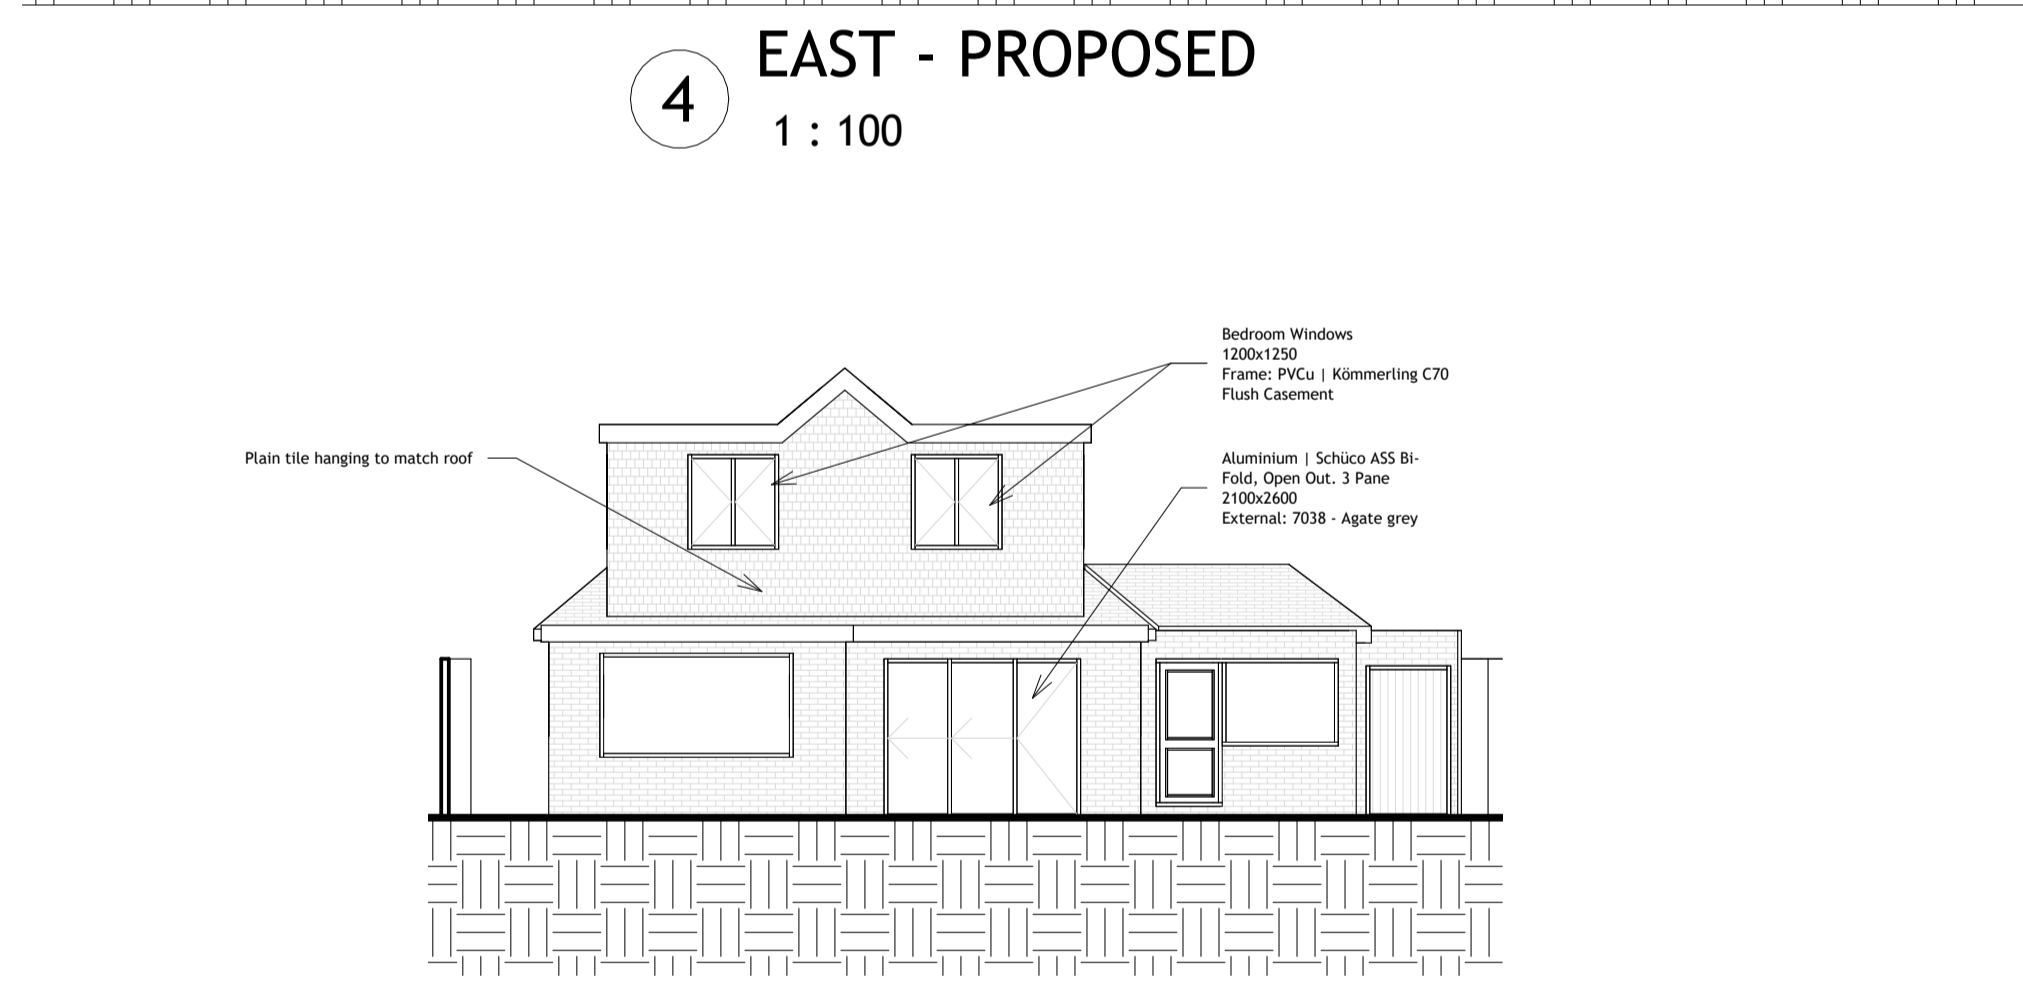 EAST - PROPOSED
4
1 : 100
Bedroom Windows
1200x1250
Frame: PVCu | Kömmerling C70
Flush Casement
Plain tile hanging to match roof
Aluminium | Schüco ASS Bi-
Fold, Open Out. 3 Pane
2100x2600
External: 7038 - Agate grey